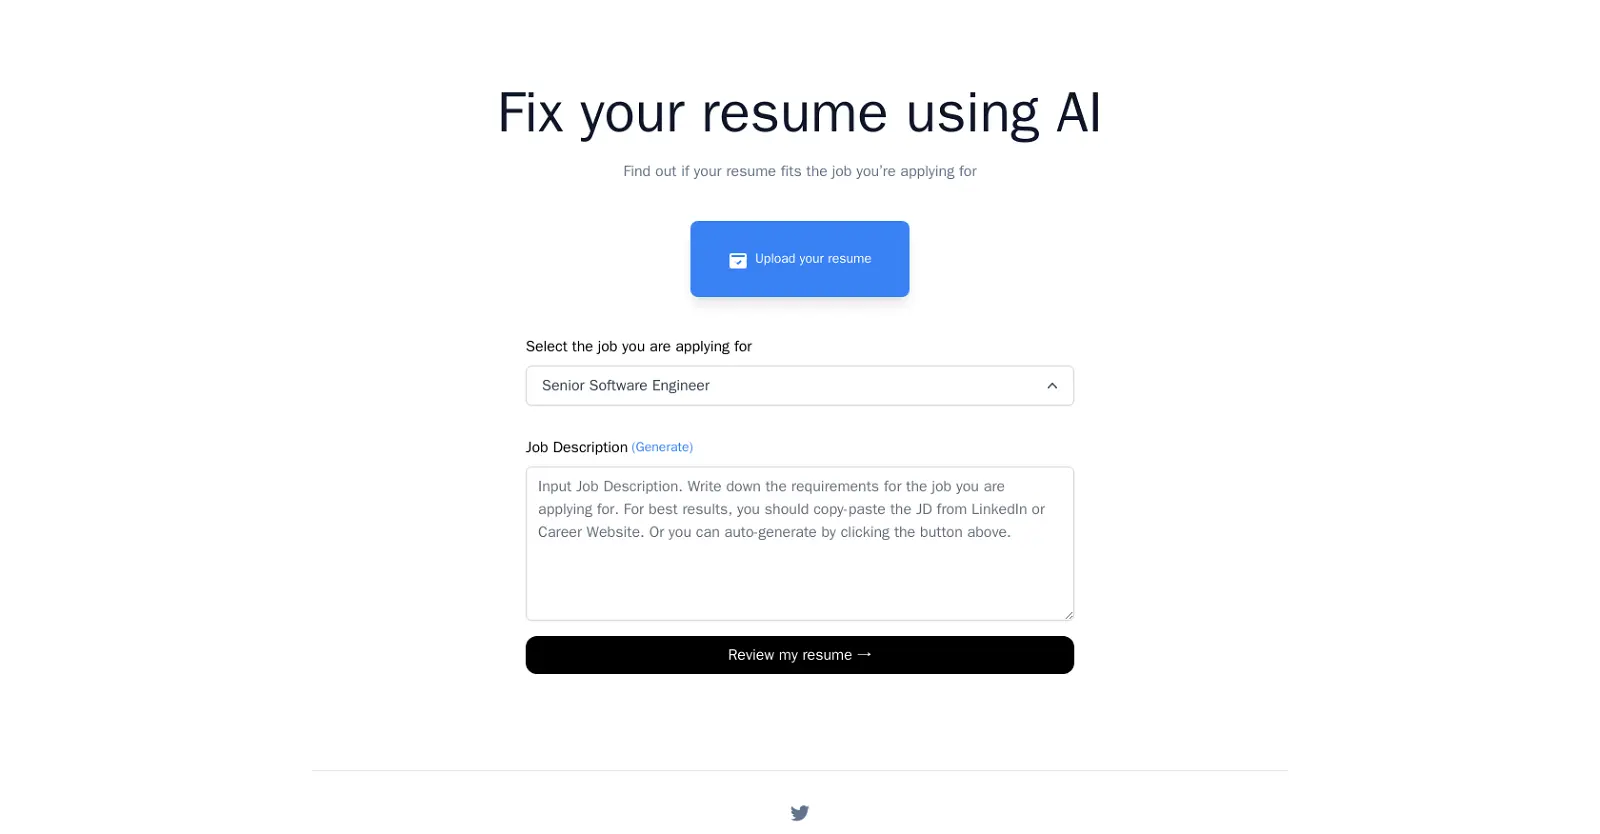 Fix your resume using AI
Find out if your resume fits the job you're applying for
Upload your resume
Select the job you are applying for
Senior Software Engineer
Job Description (Generate)
Input Job Description. Write down the requirements for the job you are
applying for. For best results, you should copy-paste the JD from LinkedIn or
Career Website. Or you can auto-generate by clicking the button above.
Review my resume →